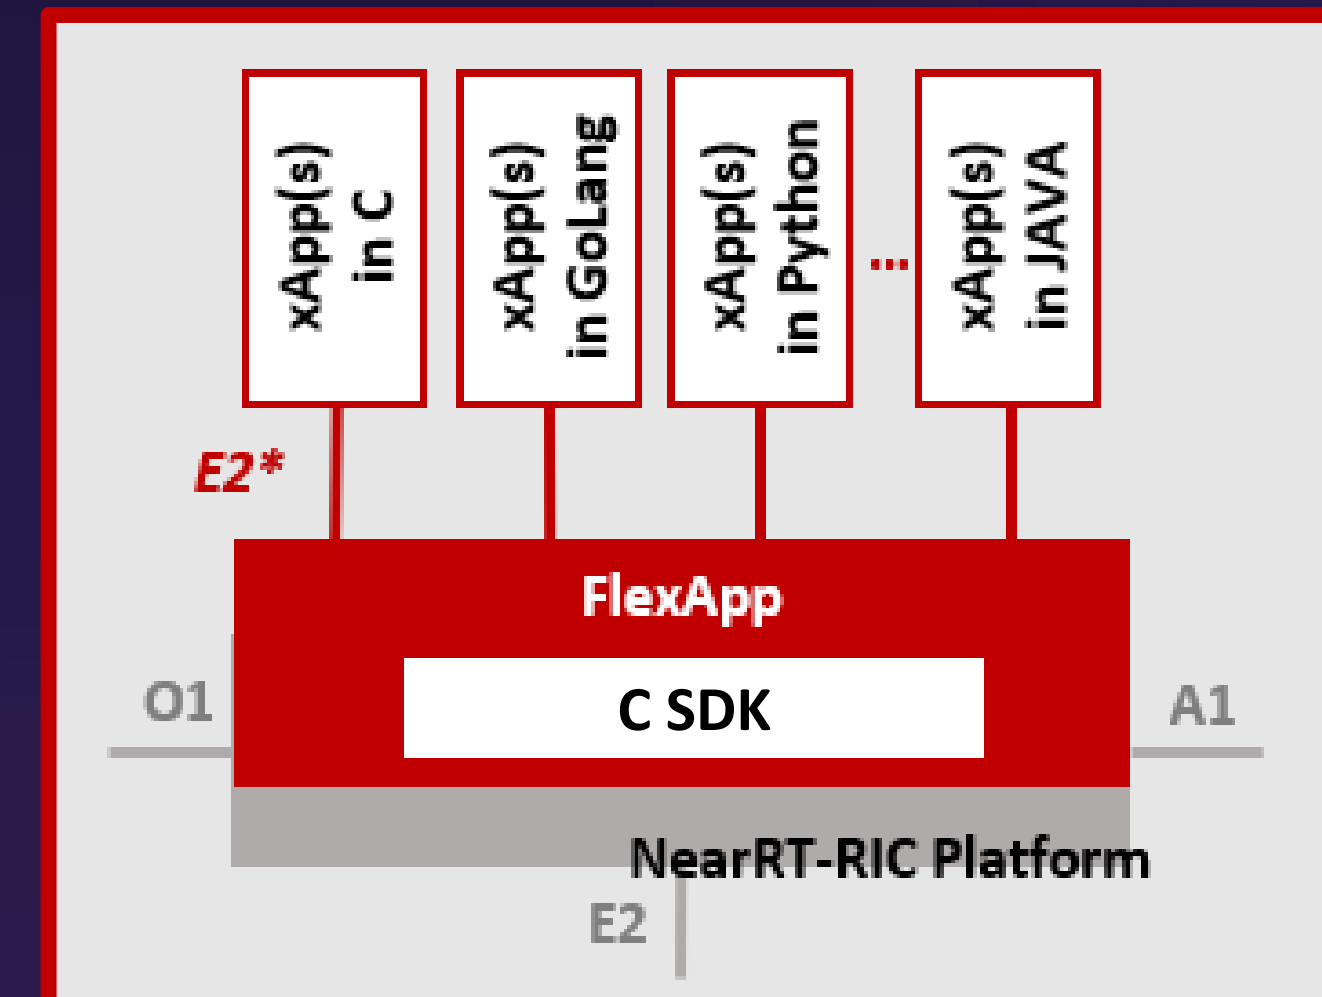 xApp(s)
in C
xApp(s)
in GoLang
xApp(s)
in Python
...
xApp(s)
in JAVA
E2*
FlexApp
C SDK
O1
A1
NearRT-RIC Platform
E2